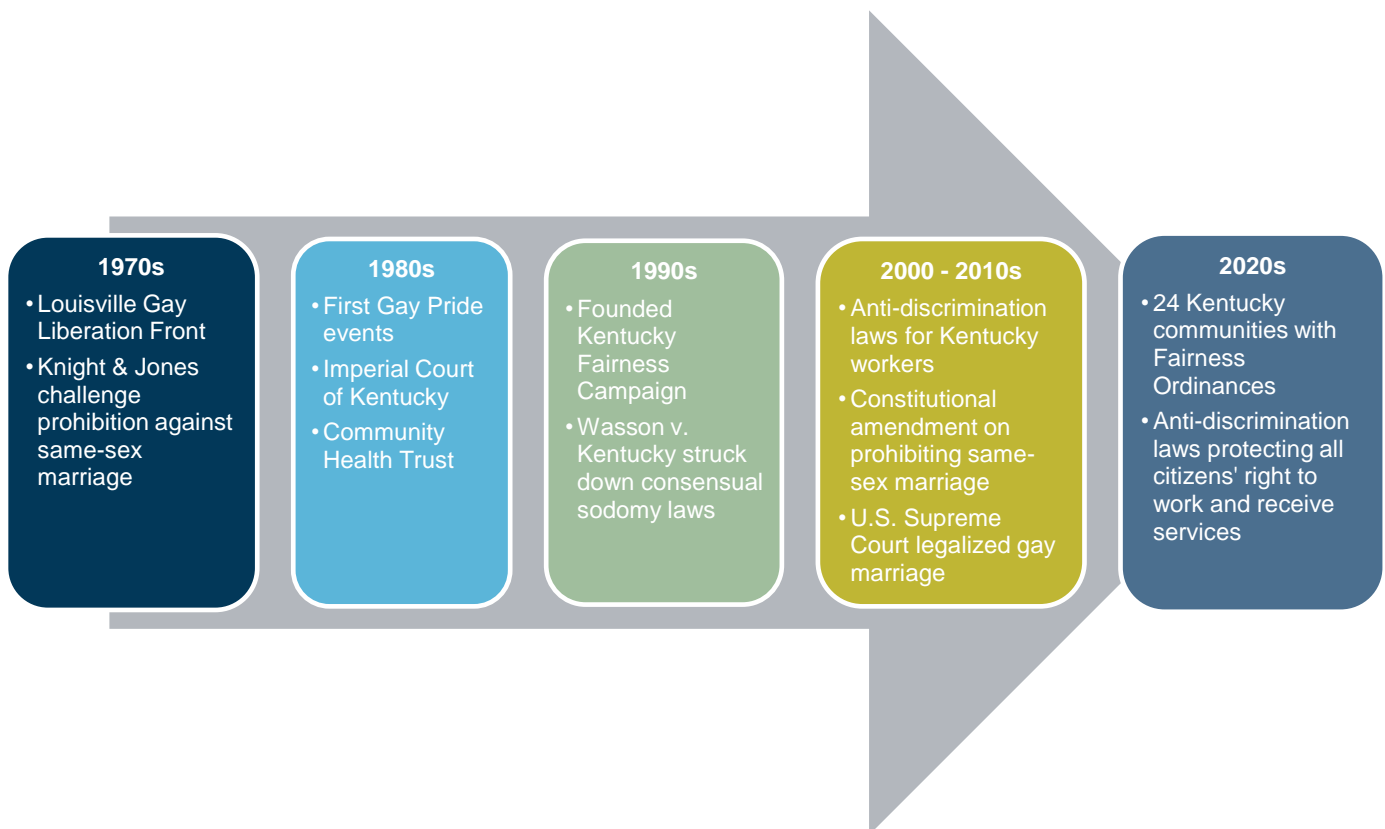 1970s
• Louisville Gay
Liberation Front
• Knight & Jones
challenge
prohibition against
same-sex
marriage
1980s
• First Gay Pride
events
• Imperial Court
of Kentucky
• Community
Health Trust
1990s
• Founded
Kentucky
Fairness
Campaign
• Wasson v.
Kentucky struck
down consensual
sodomy laws
2000 - 2010s
• Anti-discrimination
laws for Kentucky
workers
• Constitutional
amendment on
prohibiting same-
sex marriage
• U.S. Supreme
Court legalized gay
marriage
2020s
• 24 Kentucky
communities with
Fairness
Ordinances
• Anti-discrimination
laws protecting all
citizens' right to
work and receive
services